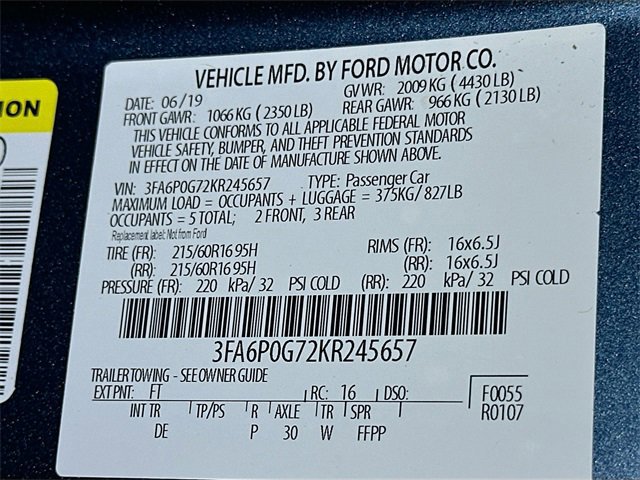 VEHICLE MFD. BY FORD MOTOR CO.
DATE: 06/19 GVWR: 2009 KG (4430 LB)
FRONT GAWR: 1066 KG (2350 LB) REAR GAWR: 966 KG (2130 LB)
THIS VEHICLE CONFORMS TO ALL APPLICABLE FEDERAL MOTOR
VEHICLE SAFETY, BUMPER, AND THEFT PREVENTION STANDARDS
IN EFFECT ON THE DATE OF MANUFACTURE SHOWN ABOVE.
VIN: 3FA6P0G72KR245657 TYPE: Passenger Car
MAXIMUM LOAD = OCCUPANTS + LUGGAGE = 375KG/ 827LB
OCCUPANTS = 5 TOTAL; 2 FRONT, 3 REAR
Replacement label: Not from Ford
TIRE (FR): 215/60R16 95H RIMS (FR): 16x6.5J
(RR): 215/60R16 95H (RR): 16x6.5J
PRESSURE (FR): 220 kPa/ 32 PSI COLD (RR): 220 kPa/ 32 PSI COLD
3FA6P0G72KR245657
TRAILER TOWING - SEE OWNER GUIDE
EXT PNT: FT RC: 16 DSO: F0055
INT TR TP/PS R AXLE TR SPR R0107
DE P 30 W FFPP